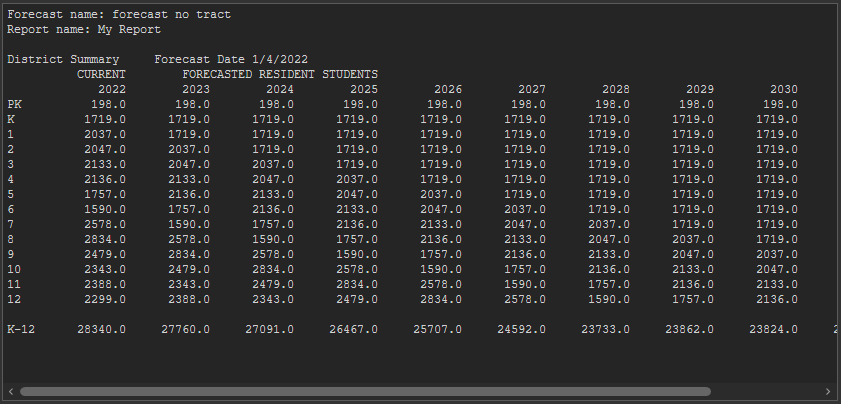 Forecast name: forecast no tract
Report name: My Report
District Summary Forecast Date 1/4/2022
CURRENT FORECASTED RESIDENT STUDENTS
2022 2023 2024 2025 2026 2027 2028 2029 2030
PK 198.0 198.0 198.0 198.0 198.0 198.0 198.0 198.0 198.0
K 1719.0 1719.0 1719.0 1719.0 1719.0 1719.0 1719.0 1719.0 1719.0
1 2037.0 1719.0 1719.0 1719.0 1719.0 1719.0 1719.0 1719.0 1719.0
2 2047.0 2037.0 1719.0 1719.0 1719.0 1719.0 1719.0 1719.0 1719.0
3 2133.0 2047.0 2037.0 1719.0 1719.0 1719.0 1719.0 1719.0 1719.0
4 2136.0 2133.0 2047.0 2037.0 1719.0 1719.0 1719.0 1719.0 1719.0
5 1757.0 2136.0 2133.0 2047.0 2037.0 1719.0 1719.0 1719.0 1719.0
6 1590.0 1757.0 2136.0 2133.0 2047.0 2037.0 1719.0 1719.0 1719.0
7 2578.0 1590.0 1757.0 2136.0 2133.0 2047.0 2037.0 1719.0 1719.0
8 2834.0 2578.0 1590.0 1757.0 2136.0 2133.0 2047.0 2037.0 1719.0
9 2479.0 2834.0 2578.0 1590.0 1757.0 2136.0 2133.0 2047.0 2037.0
10 2343.0 2479.0 2834.0 2578.0 1590.0 1757.0 2136.0 2133.0 2047.0
11 2388.0 2343.0 2479.0 2834.0 2578.0 1590.0 1757.0 2136.0 2133.0
12 2299.0 2388.0 2343.0 2479.0 2834.0 2578.0 1590.0 1757.0 2136.0
K-12 28340.0 27760.0 27091.0 26467.0 25707.0 24592.0 23733.0 23862.0 23824.0